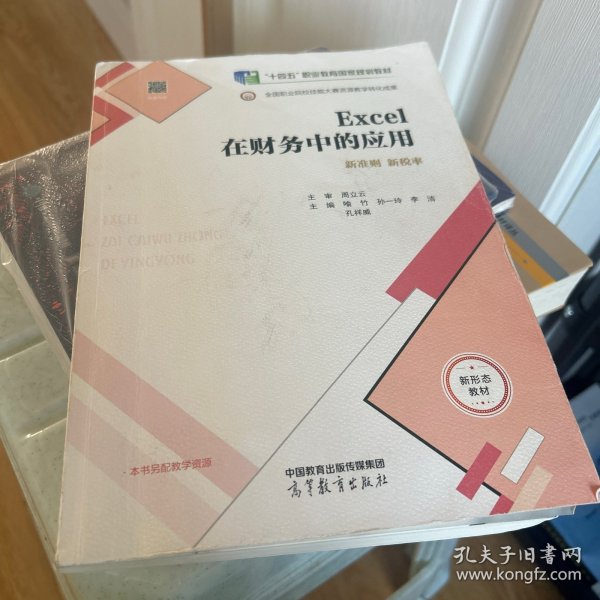 "十四五"职业教育国家规划教材
全国职业院校技能大赛资源教学转化成果
Excel
在财务中的应用
新准则 新税率
主 审 周立云
主 编 喻 竹 孙一玲 李 洁
孔祥威
EXCEL
ZAI CAIWU ZHONG
DE YINGYONG
新形态
教材
·本书另配教学资源
中国教育出版传媒集团
高等教育出版社
孔夫子旧书网
www.kongfz.com